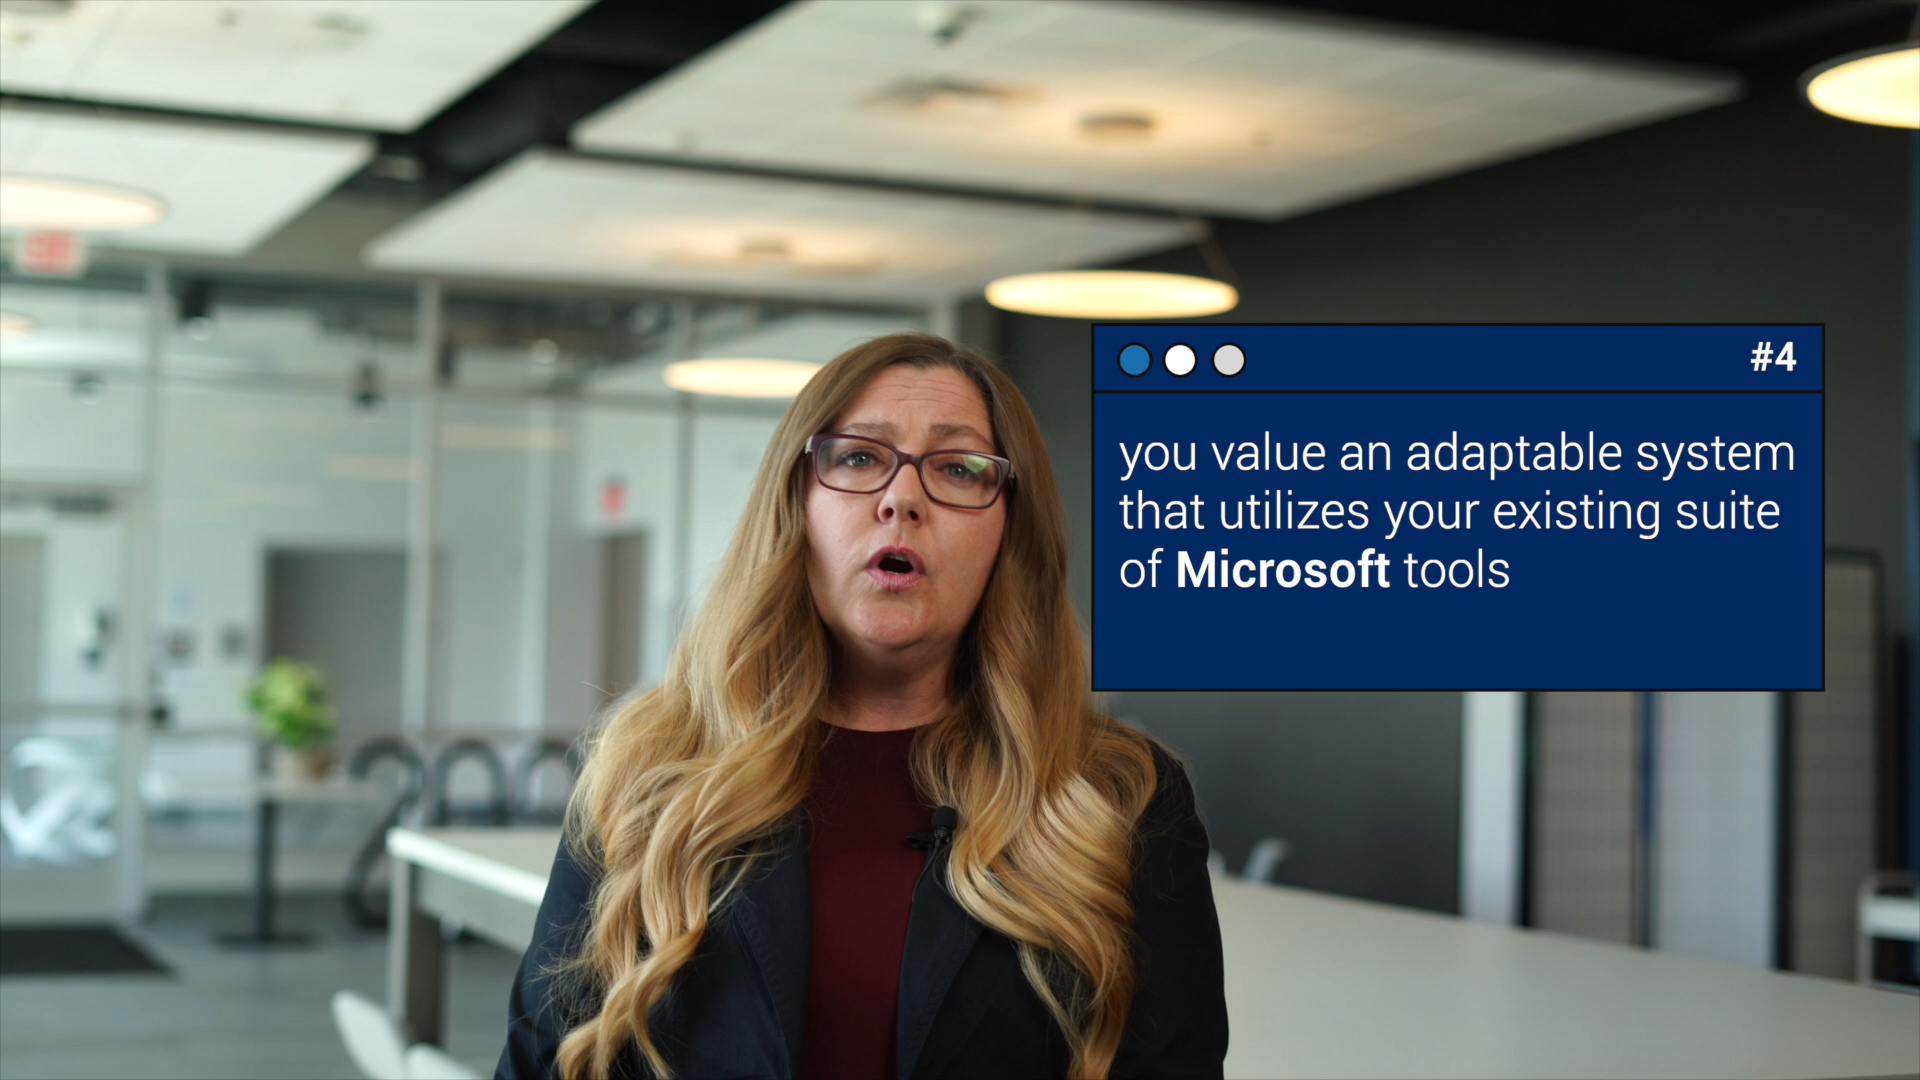 #4
you value an adaptable system
that utilizes your existing suite
of Microsoft tools